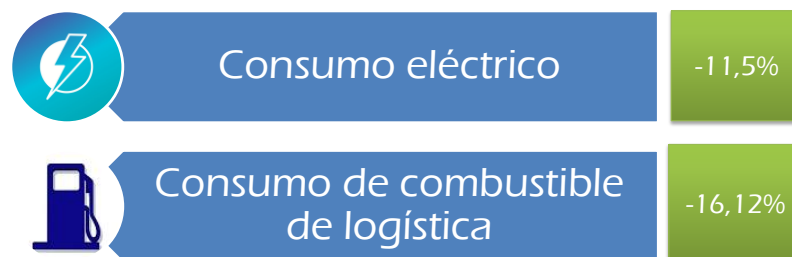 Consumo eléctrico
-11,5%
Consumo de combustible
de logística
-16,12%